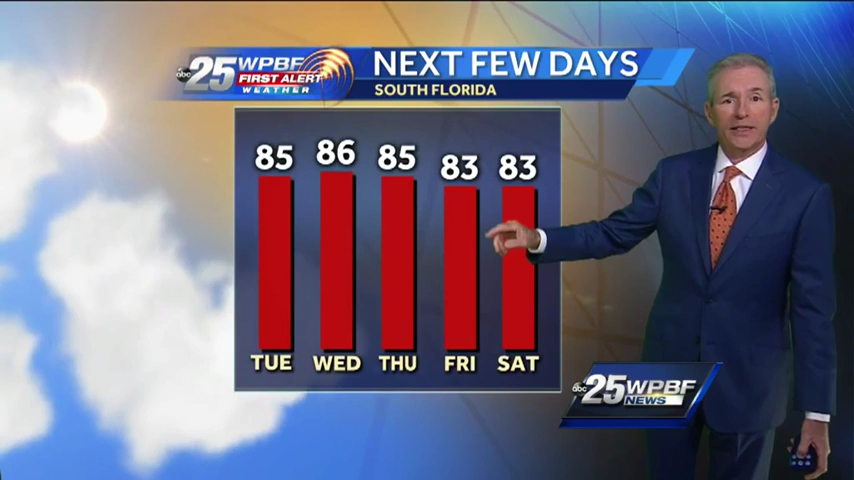 abc 25 WPBF
FIRST ALERT
WEATHER
NEXT FEW DAYS
SOUTH FLORIDA
85 86 85 83 83
TUE WED THU FRI SAT
abc 25 WPBF
NEWS